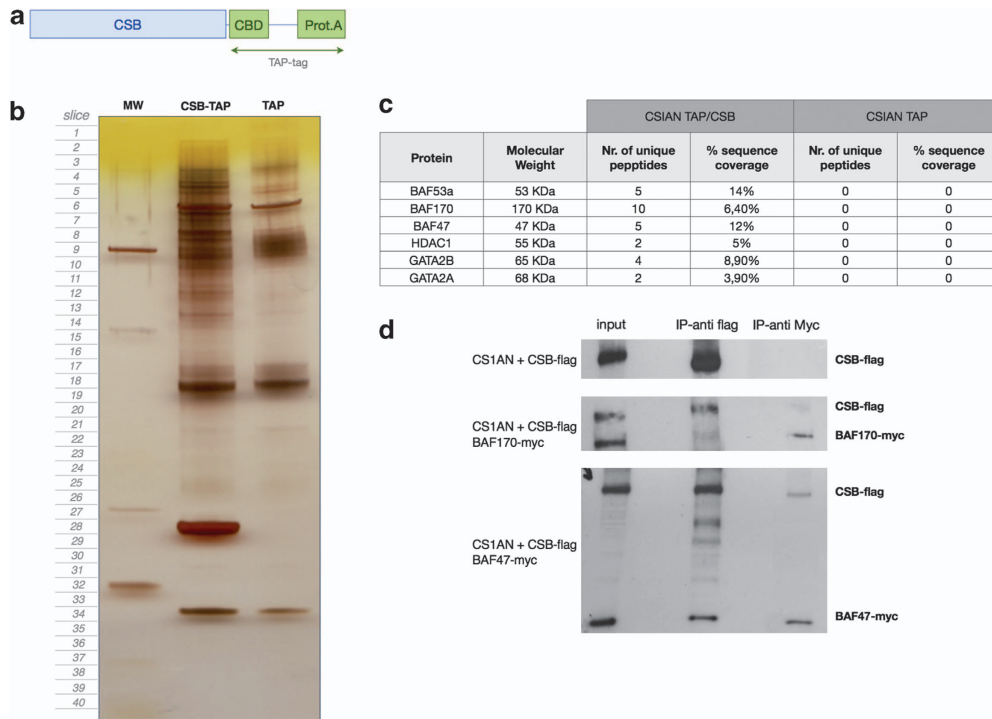 a
CSB CBD Prot.A
TAP-tag
b
slice MW CSB-TAP TAP
1
2
3
4
5
6
7
8
9
10
11
12
13
14
15
16
17
18
19
20
21
22
23
24
25
26
27
28
29
30
31
32
33
34
35
36
37
38
39
40
c
CSIAN TAP/CSB CSIAN TAP
Protein Molecular Weight Nr. of unique pepptides % sequence coverage Nr. of unique peptides % sequence coverage
BAF53a 53 KDa 5 14% 0 0
BAF170 170 KDa 10 6,40% 0 0
BAF47 47 KDa 5 12% 0 0
HDAC1 55 KDa 2 5% 0 0
GATA2B 65 KDa 4 8,90% 0 0
GATA2A 68 KDa 2 3,90% 0 0
d
input IP-anti flag IP-anti Myc
CS1AN + CSB-flag CSB-flag
CSB-flag
CS1AN + CSB-flag
BAF170-myc BAF170-myc
CSB-flag
CS1AN + CSB-flag
BAF47-myc
BAF47-myc